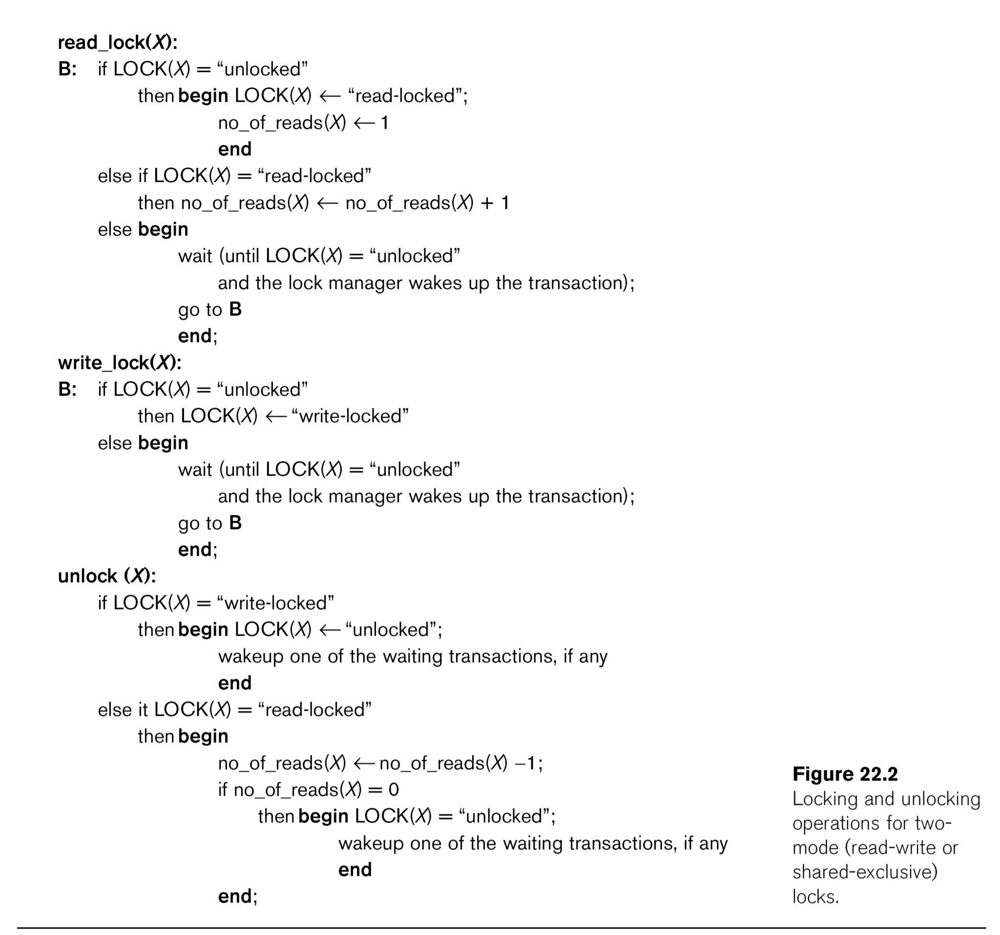 read_lock(X):
B: if LOCK(X) = “unlocked”
then begin LOCK(X) ← “read-locked”;
no_of_reads(X) ← 1
end
else if LOCK(X) = “read-locked”
then no_of_reads(X) ← no_of_reads(X) + 1
else begin
wait (until LOCK(X) = “unlocked”
and the lock manager wakes up the transaction);
go to B
end;
write_lock(X):
B: if LOCK(X) = “unlocked”
then LOCK(X) ← “write-locked”
else begin
wait (until LOCK(X) = “unlocked”
and the lock manager wakes up the transaction);
go to B
end;
unlock (X):
if LOCK(X) = “write-locked”
then begin LOCK(X) ← “unlocked”;
wakeup one of the waiting transactions, if any
end
else it LOCK(X) = “read-locked”
then begin
no_of_reads(X) ← no_of_reads(X) −1;
if no_of_reads(X) = 0
then begin LOCK(X) = “unlocked”;
wakeup one of the waiting transactions, if any
end
end;
Figure 22.2
Locking and unlocking
operations for two-
mode (read-write or
shared-exclusive)
locks.